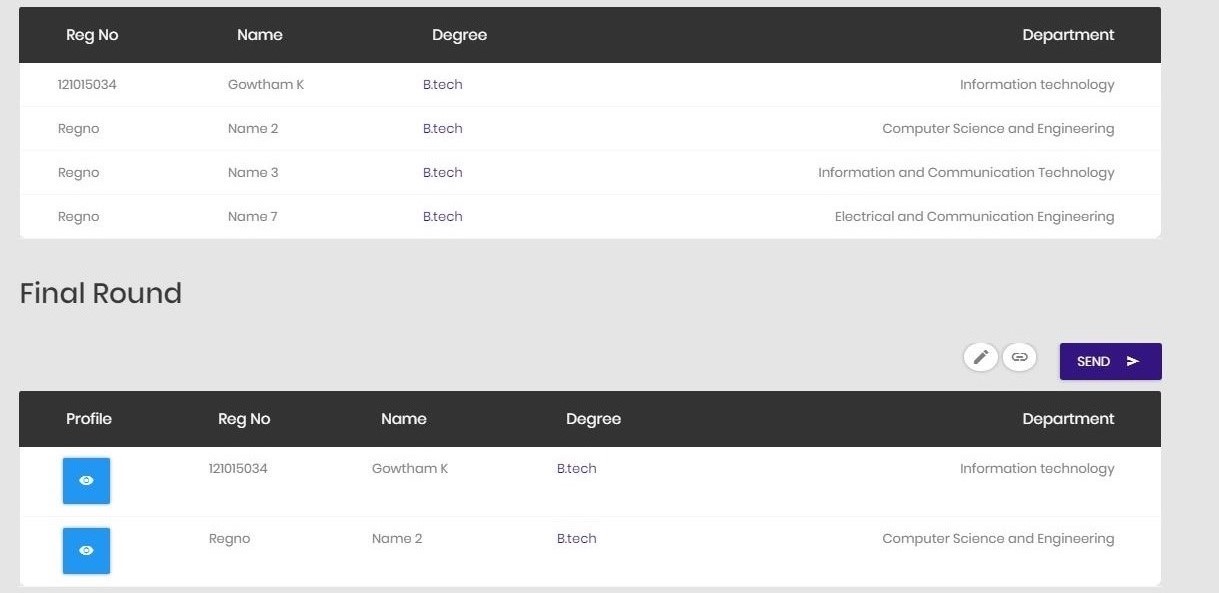 Reg No Name Degree Department
121015034 Gowtham K B.tech Information technology
Regno Name 2 B.tech Computer Science and Engineering
Regno Name 3 B.tech Information and Communication Technology
Regno Name 7 B.tech Electrical and Communication Engineering
Final Round
SEND
Profile Reg No Name Degree Department
121015034 Gowtham K B.tech Information technology
Regno Name 2 B.tech Computer Science and Engineering